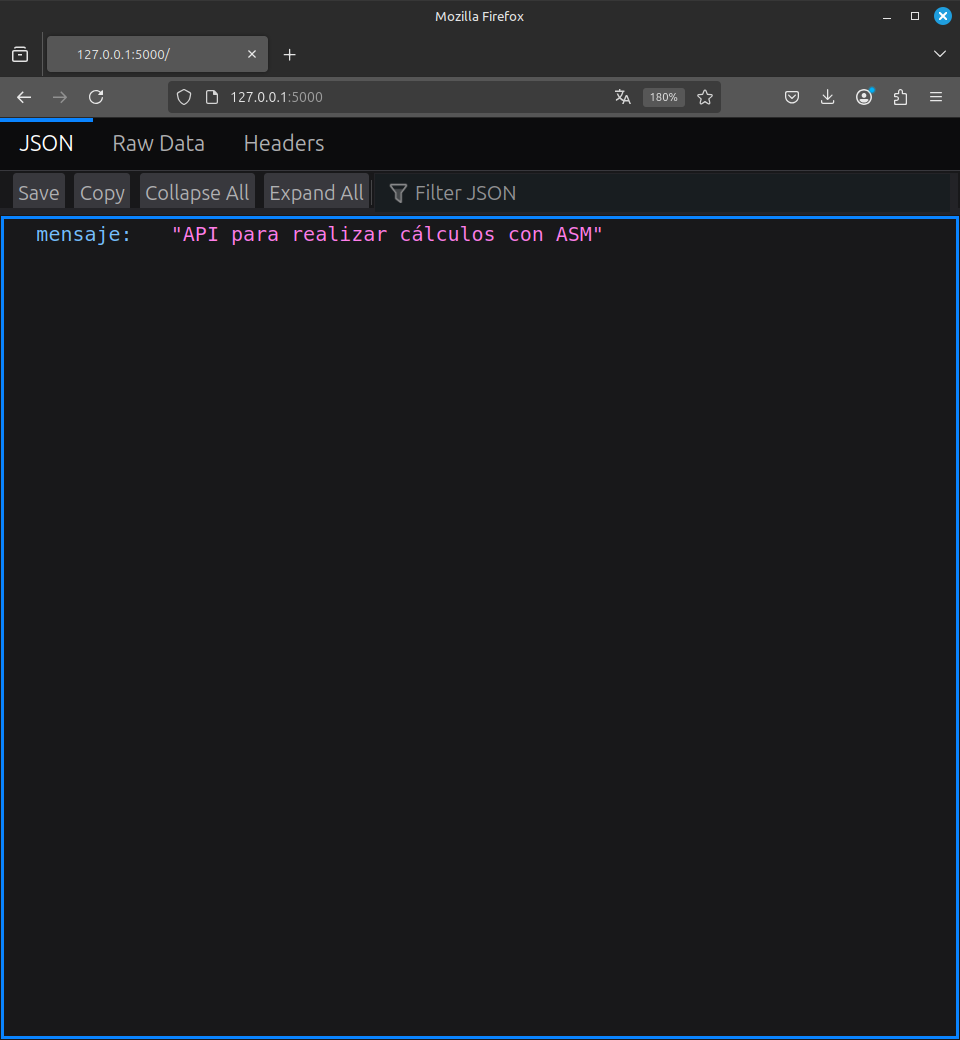 Mozilla Firefox
127.0.0.1:5000/
127.0.0.1:5000
180%
JSON Raw Data Headers
Save Copy Collapse All Expand All Filter JSON
mensaje: "API para realizar cálculos con ASM"